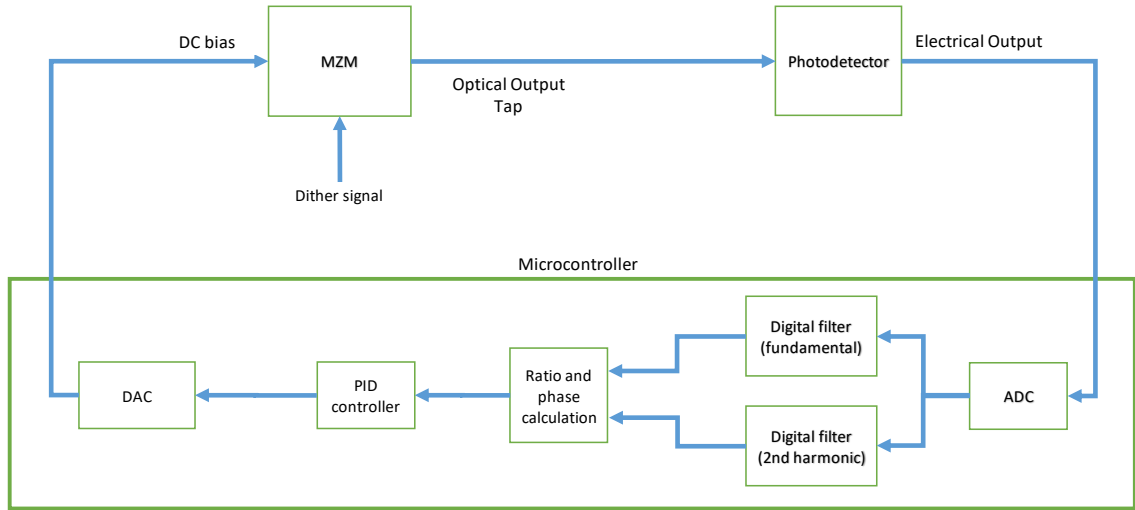 DC bias
MZM
Optical Output
Tap
Photodetector
Electrical Output
Dither signal
Microcontroller
DAC
PID
controller
Ratio and
phase
calculation
Digital filter
(fundamental)
Digital filter
(2nd harmonic)
ADC